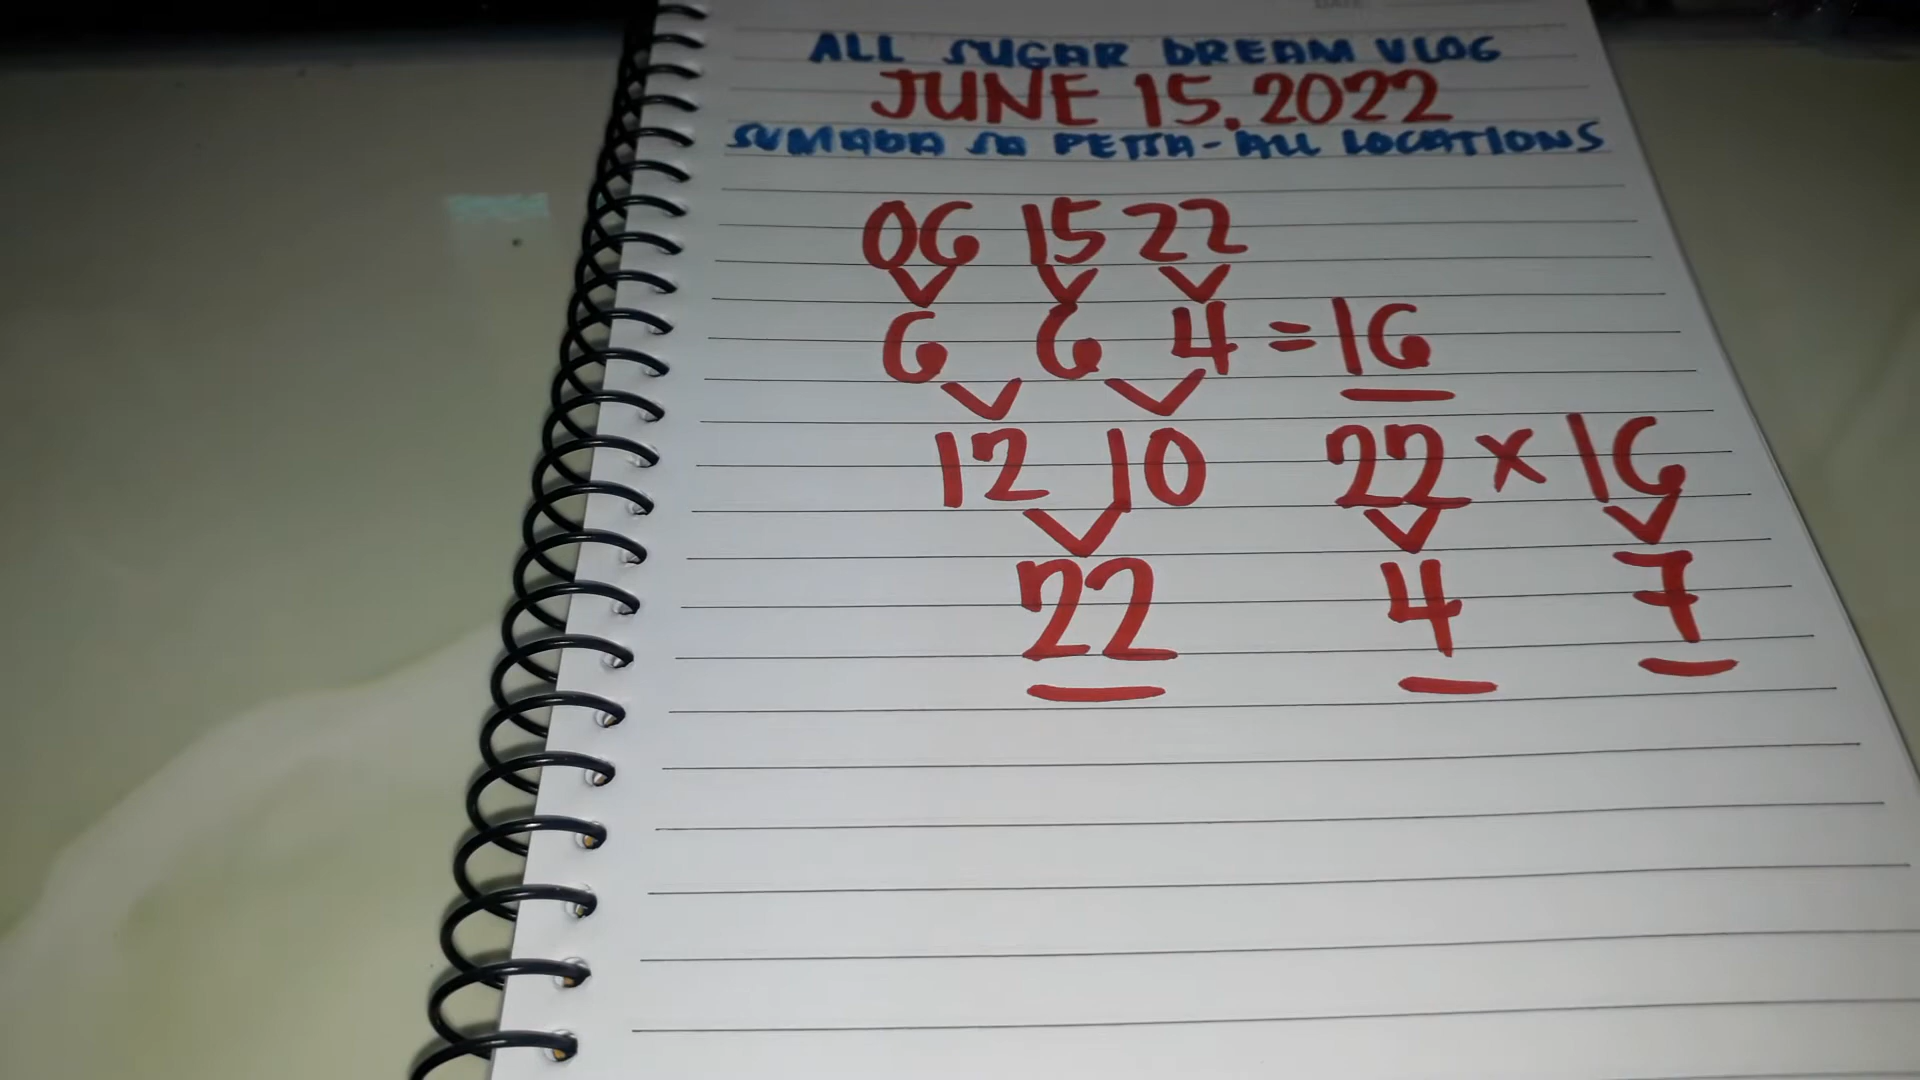 ALL SUGAR DREAM VLOG
JUNE 15, 2022
SUMADA SA PETSA - ALL LOCATIONS
06 15 22
6 6 4 = 16
12 10 22 x 16
22 4 7